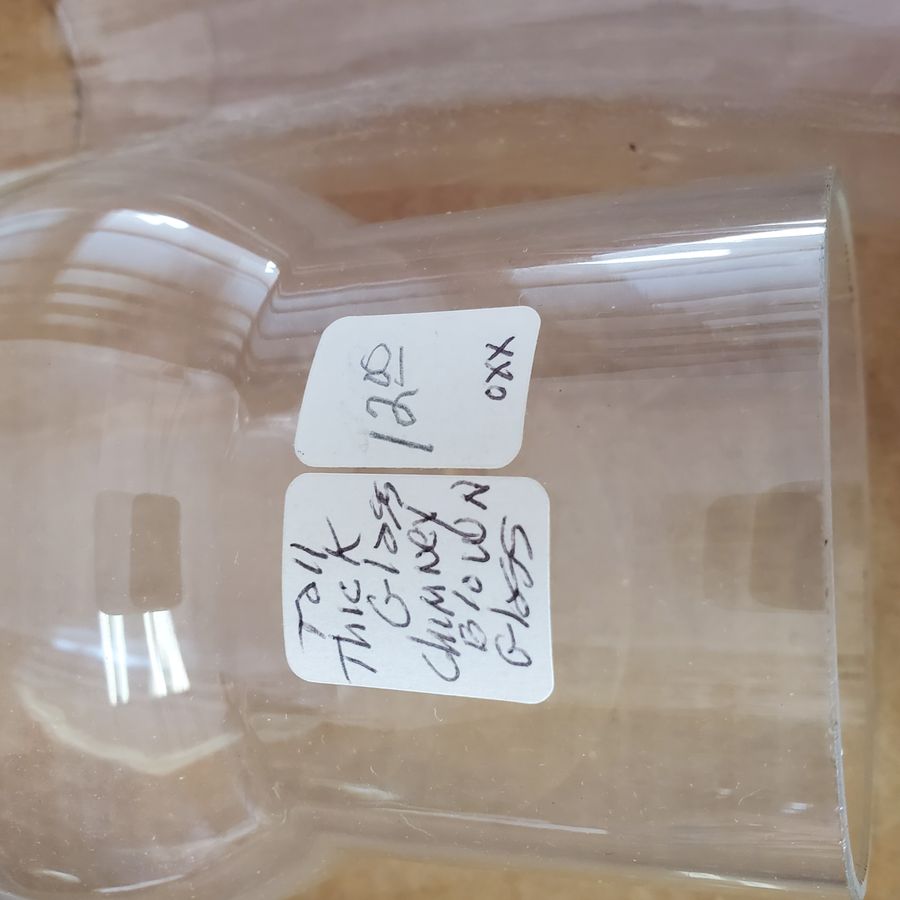 Tall
Thick
Glass
Chimney
Blown
Glass
12.00
OXX